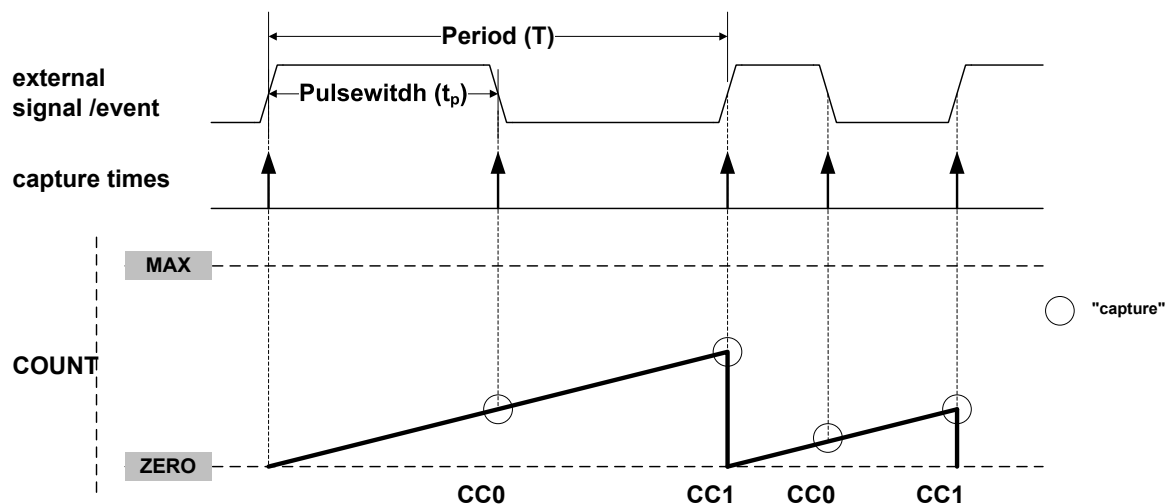 Period (T)
external
signal /event
Pulsewitdh (tp)
capture times
MAX
"capture"
COUNT
ZERO
CC0 CC1 CC0 CC1